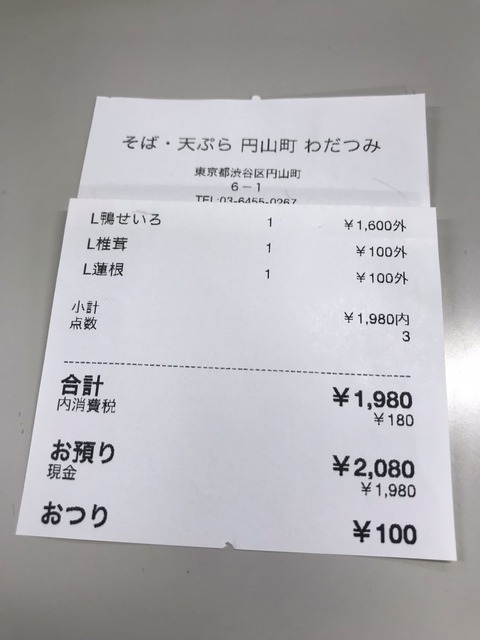 そば・天ぷら 円山町 わだつみ
東京都渋谷区円山町
6-1
TEL:03-6455-0267
L鴨せいろ 1 ¥1,600外
L椎茸 1 ¥100外
L蓮根 1 ¥100外
小計 ¥1,980内
点数 3
合計 ¥1,980
内消費税 ¥180
お預り ¥2,080
現金 ¥1,980
おつり ¥100